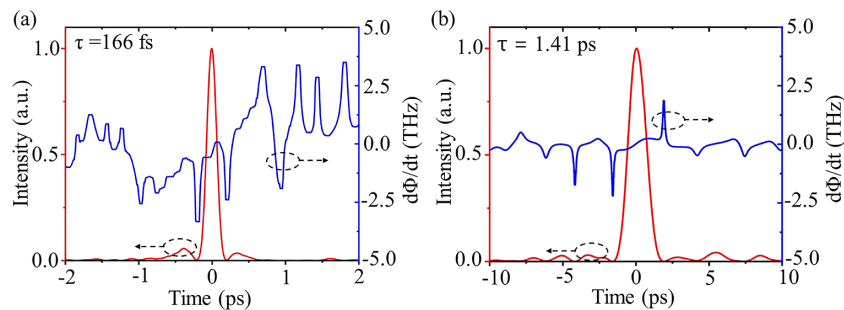 (a)
τ =166 fs
Intensity (a.u.)
1.0
0.5
0.0
5.0
2.5
0.0
-2.5
-5.0
dΦ/dt (THz)
-2 -1 0 1 2
Time (ps)
(b)
τ = 1.41 ps
Intensity (a.u.)
1.0
0.5
0.0
5.0
2.5
0.0
-2.5
-5.0
dΦ/dt (THz)
-10 -5 0 5 10
Time (ps)